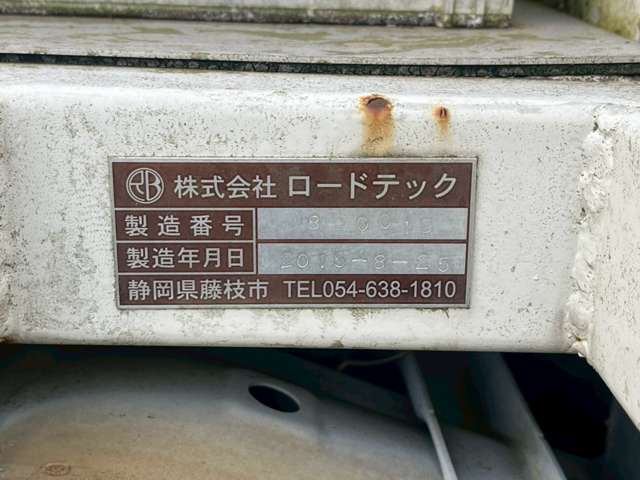 RB 株式会社 ロードテック
製造番号
製造年月日
静岡県藤枝市 TEL054-638-1810